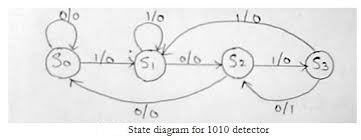 0/0 1/0 1/0
S0 1/0 S1 0/0 S2 1/0 S3
0/0 0/1
State diagram for 1010 detector